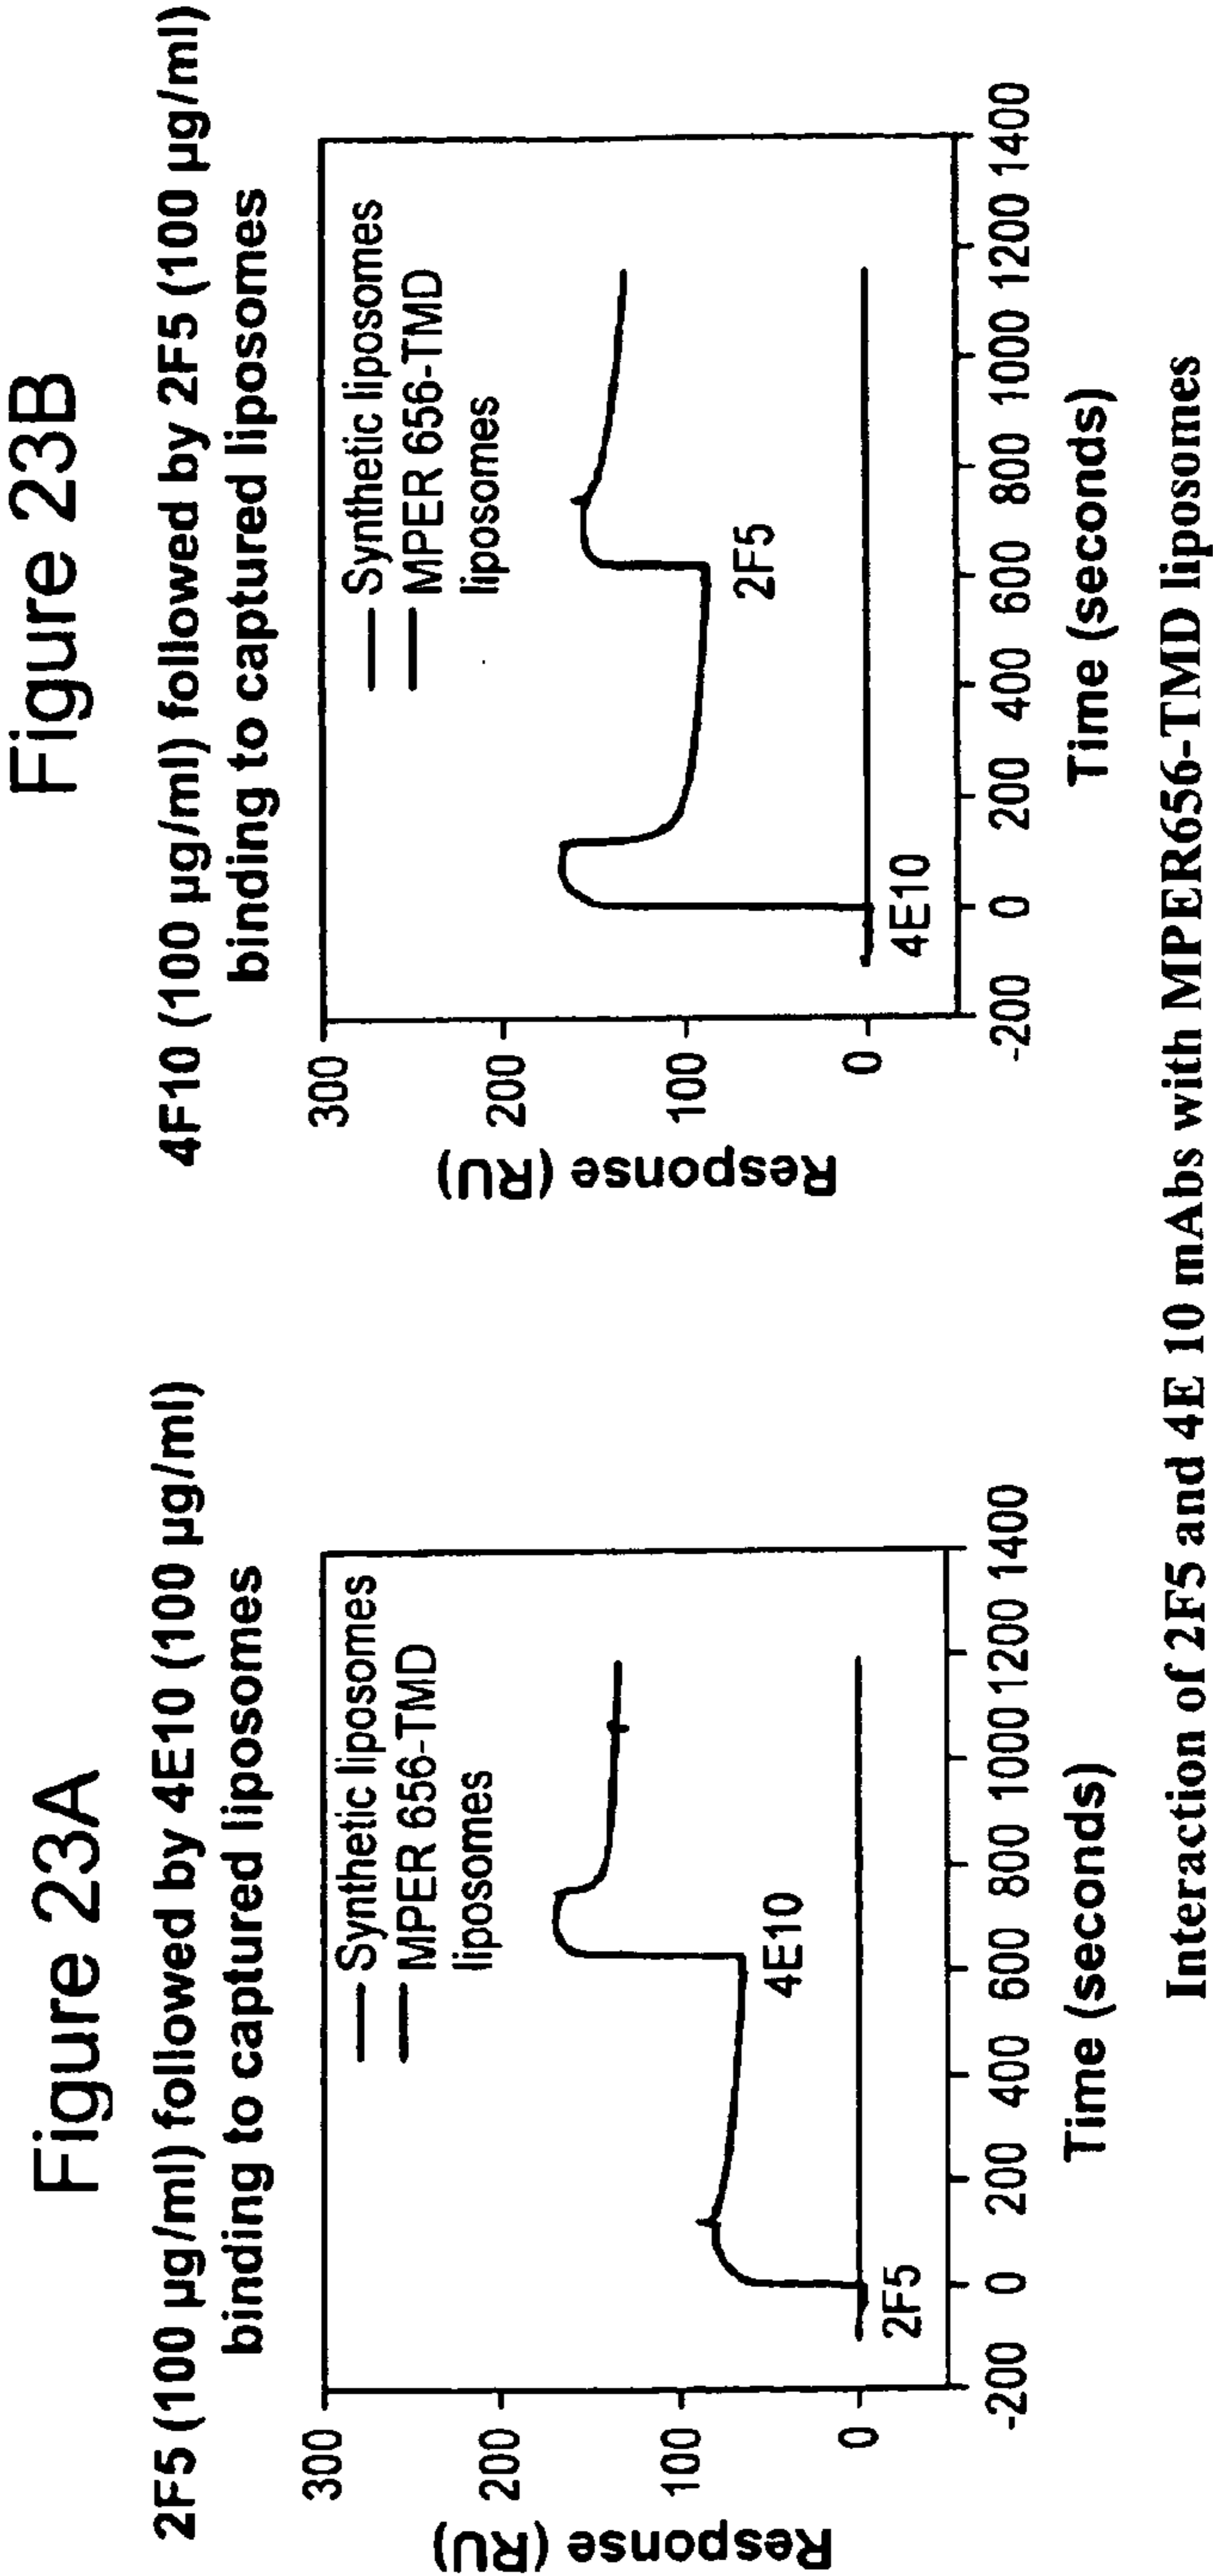 Figure 23A
2F5 (100 µg/ml) followed by 4E10 (100 µg/ml)
binding to captured liposomes
Response (RU)
300
200
100
0
Synthetic liposomes
MPER 656-TMD
liposomes
2F5
4E10
-200 0 200 400 600 800 1000 1200 1400
Time (seconds)
Figure 23B
4F10 (100 µg/ml) followed by 2F5 (100 µg/ml)
binding to captured liposomes
Response (RU)
300
200
100
0
Synthetic liposomes
MPER 656-TMD
liposomes
4E10
2F5
-200 0 200 400 600 800 1000 1200 1400
Time (seconds)
Interaction of 2F5 and 4E 10 mAbs with MPER656-TMD liposomes